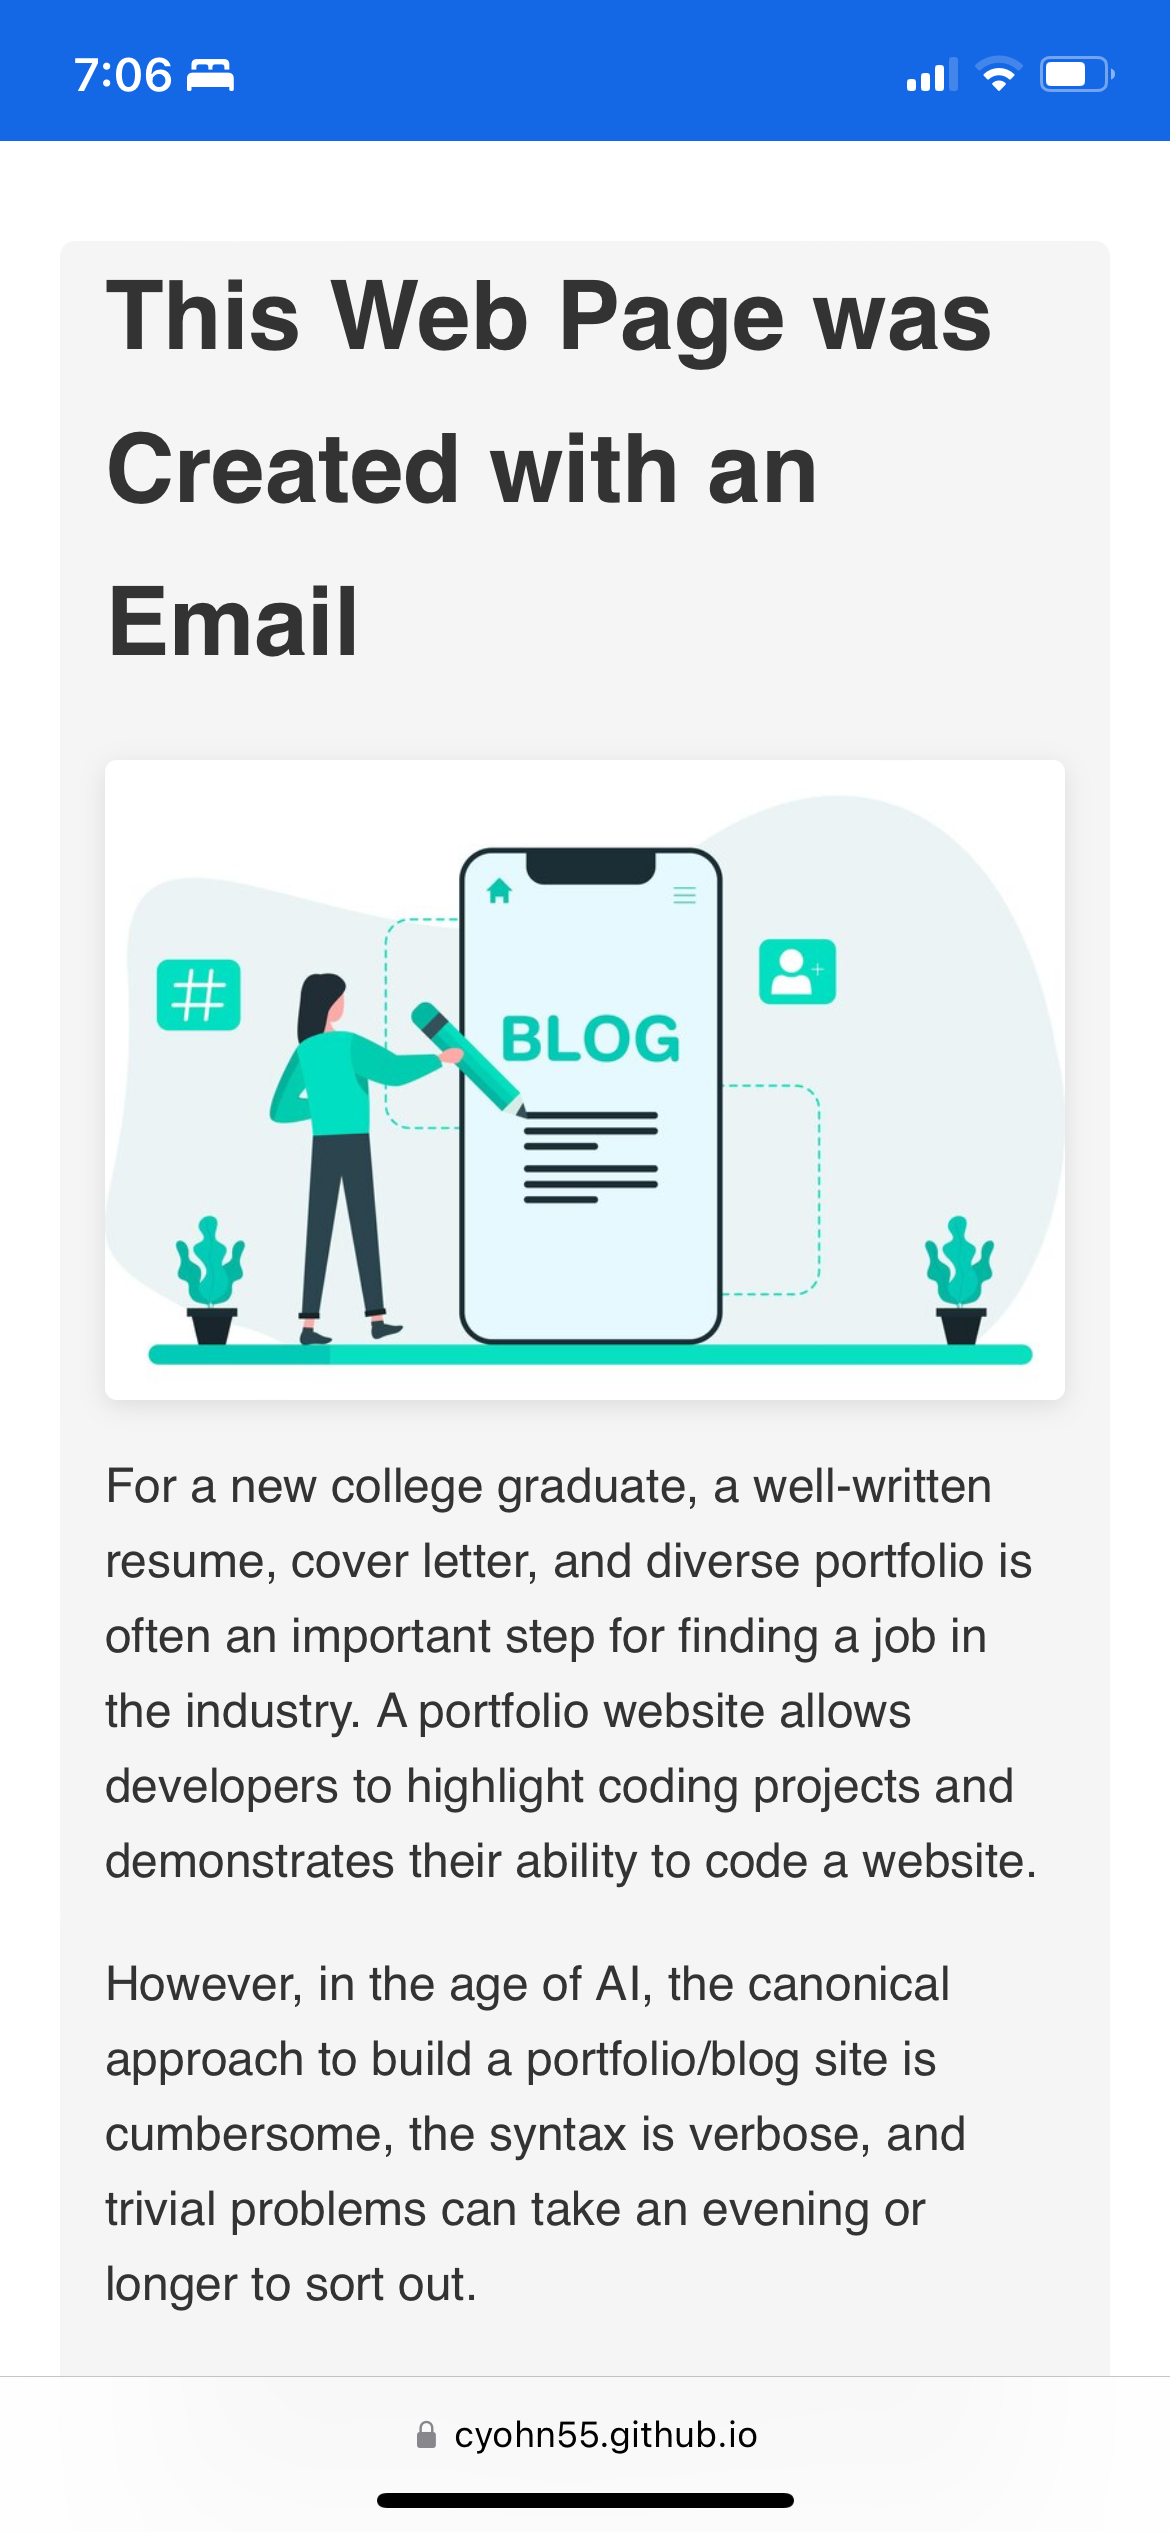 7:06
This Web Page was
Created with an
Email
#
BLOG
For a new college graduate, a well-written
resume, cover letter, and diverse portfolio is
often an important step for finding a job in
the industry. A portfolio website allows
developers to highlight coding projects and
demonstrates their ability to code a website.
However, in the age of AI, the canonical
approach to build a portfolio/blog site is
cumbersome, the syntax is verbose, and
trivial problems can take an evening or
longer to sort out.
cyohn55.github.io